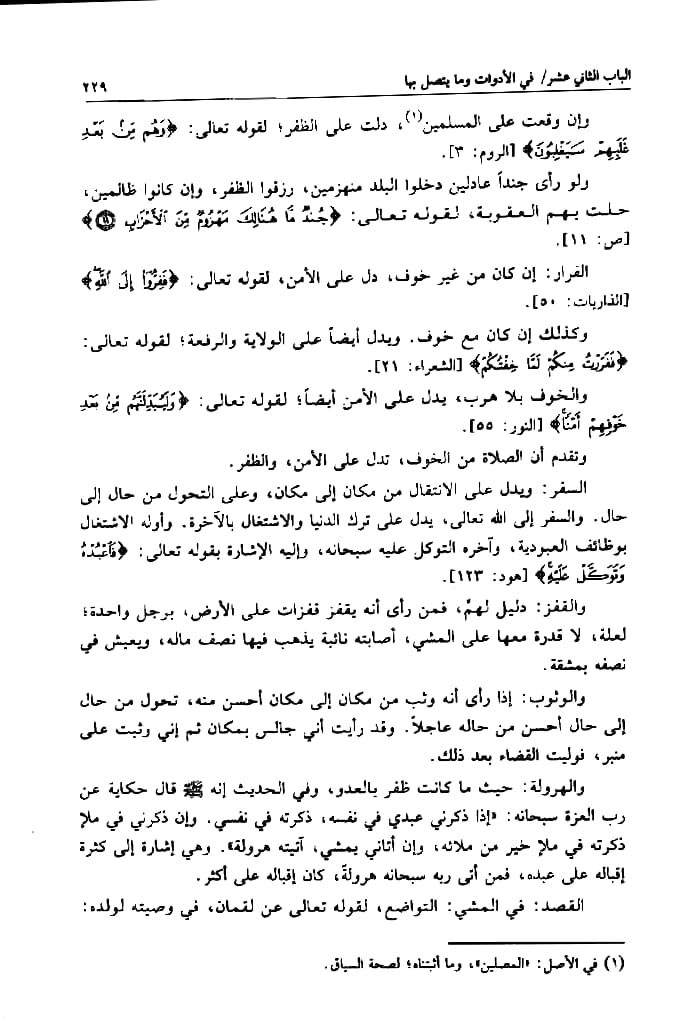 الباب الثاني عشر/ في الأدوات وما يتصل بها ٢٢٩
وإن وقعت على المسلمين(١)، دلت على الظفر؛ لقوله تعالى: ﴿وَهُم مِّنۢ بَعْدِ
غَلَبِهِمْ سَيَغْلِبُونَ﴾ [الروم: ٣].
ولو رأى جنداً عادلين دخلوا البلد منهزمين، رزقوا الظفر، وإن كانوا ظالمين،
حلت بهم العقوبة، لقوله تعالى: ﴿جُندٌ مَّا هُنَالِكَ مَهْزُومٌ مِّنَ ٱلْأَحْزَابِ ۝١١﴾
[ص: ١١].
الفرار: إن كان من غير خوف، دل على الأمن، لقوله تعالى: ﴿فَفِرُّوٓا۟ إِلَى ٱللَّهِ﴾
[الذاريات: ٥٠].
وكذلك إن كان مع خوف. ويدل أيضاً على الولاية والرفعة؛ لقوله تعالى:
﴿فَفَرَرْتُ مِنكُمْ لَمَّا خِفْتُكُمْ﴾ [الشعراء: ٢١].
والخوف بلا هرب، يدل على الأمن أيضاً؛ لقوله تعالى: ﴿وَلَيُبَدِّلَنَّهُم مِّنۢ بَعْدِ
خَوْفِهِمْ أَمْنًا﴾ [النور: ٥٥].
وتقدم أن الصلاة من الخوف، تدل على الأمن، والظفر.
السفر: ويدل على الانتقال من مكان إلى مكان، وعلى التحول من حال إلى
حال. والسفر إلى الله تعالى، يدل على ترك الدنيا والاشتغال بالآخرة. وأوله الاشتغال
بوظائف العبودية، وآخره التوكل عليه سبحانه، وإليه الإشارة بقوله تعالى: ﴿فَٱعْبُدْهُ
وَتَوَكَّلْ عَلَيْهِ﴾ [هود: ١٢٣].
والقفز: دليل لهمٍّ، فمن رأى أنه يقفز قفزات على الأرض، برجل واحدة؛
لعلة، لا قدرة معها على المشي، أصابته نائبة يذهب فيها نصف ماله، ويعيش في
نصفه بمشقة.
والوثوب: إذا رأى أنه وثب من مكان إلى مكان أحسن منه، تحول من حال
إلى حال أحسن من حاله عاجلاً. وقد رأيت أني جالس بمكان ثم إني وثبت على
منبر، فوليت القضاء بعد ذلك.
والهرولة: حيث ما كانت ظفر بالعدو، وفي الحديث إنه ﷺ قال حكاية عن
رب العزة سبحانه: «إذا ذكرني عبدي في نفسه، ذكرته في نفسي. وإن ذكرني في ملإ
ذكرته في ملإ خير من ملائه، وإن أتاني يمشي، آتيته هرولة». وهي إشارة إلى كثرة
إقباله على عبده، فمن أتى ربه سبحانه هرولةً، كان إقباله على أكثر.
القصد: في المشي: التواضع، لقوله تعالى عن لقمان، في وصيته لولده:
(١) في الأصل: «المصلين»، وما أثبتناه؛ لصحة السياق.